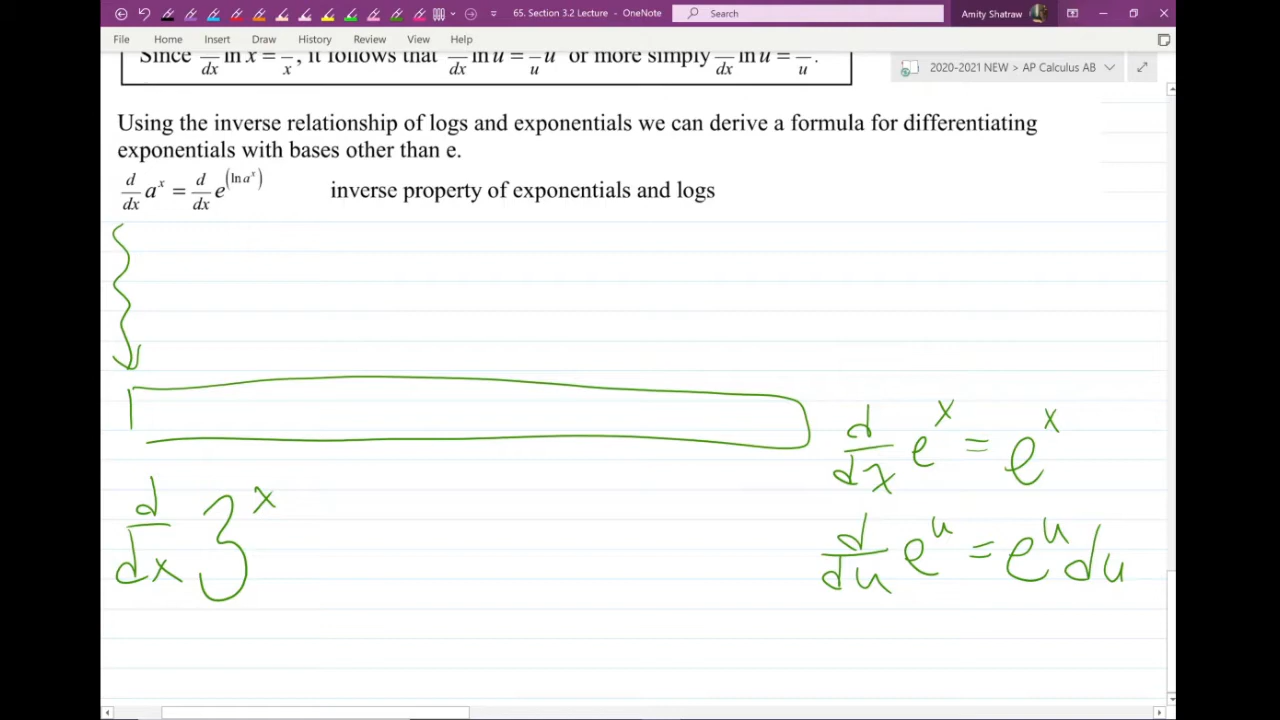 65. Section 3.2 Lecture - OneNote
Search
Amity Shatraw
File Home Insert Draw History Review View Help
2020-2021 NEW > AP Calculus AB
Since d/dx ln x = 1/x, it follows that d/dx ln u = 1/u u' or more simply d/dx ln u = u'/u.
Using the inverse relationship of logs and exponentials we can derive a formula for differentiating
exponentials with bases other than e.
d/dx a^x = d/dx e^(ln a^x) inverse property of exponentials and logs
d/dx e^x = e^x
d/dx 3^x
d/du e^u = e^u du